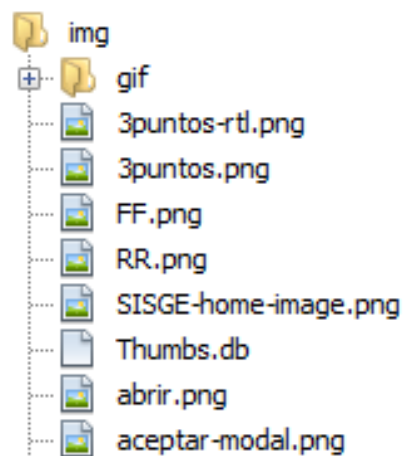 img
gif
3puntos-rtl.png
3puntos.png
FF.png
RR.png
SISGE-home-image.png
Thumbs.db
abrir.png
aceptar-modal.png